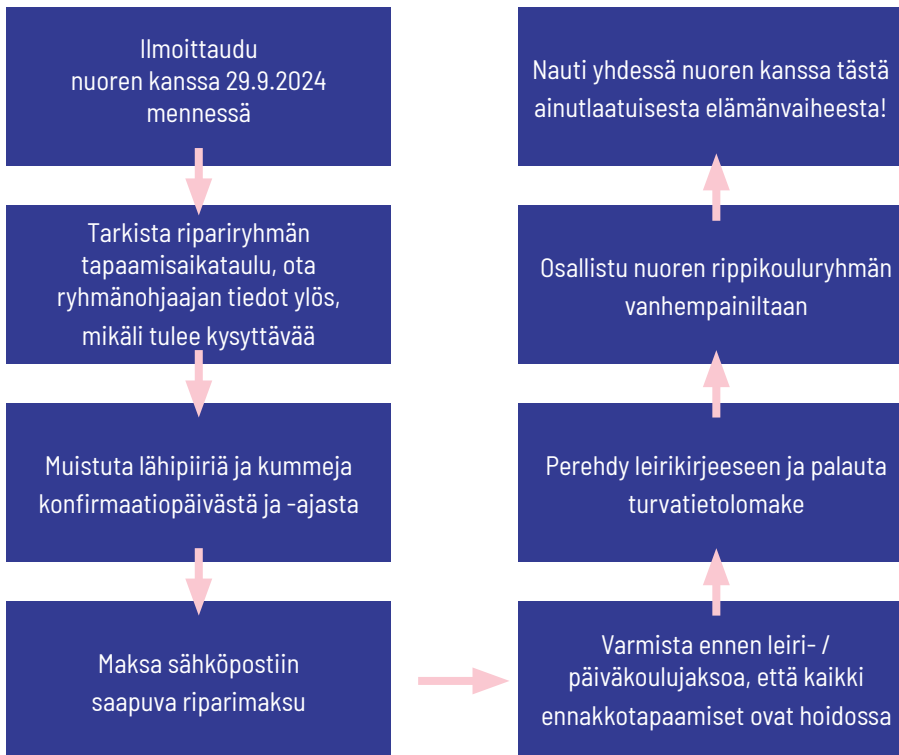 Ilmoittaudu
nuoren kanssa 29.9.2024
mennessä
Tarkista ripariryhmän
tapaamisaikataulu, ota
ryhmänohjaajan tiedot ylös,
mikäli tulee kysyttävää
Muistuta lähipiiriä ja kummeja
konfirmaatiopäivästä ja -ajasta
Maksa sähköpostiin
saapuva riparimaksu
Varmista ennen leiri- /
päiväkoulujaksoa, että kaikki
ennakkotapaamiset ovat hoidossa
Perehdy leirikirjeeseen ja palauta
turvatietolomake
Osallistu nuoren rippikouluryhmän
vanhempainiltaan
Nauti yhdessä nuoren kanssa tästä
ainutlaatuisesta elämänvaiheesta!